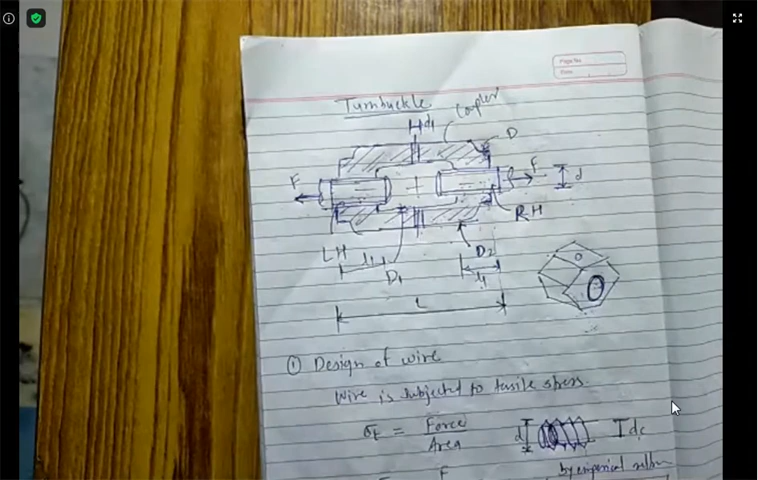 Page No.
Date
Turnbuckle
Coupler
d1
D
F
F
d
LH
RH
l1
D1
D2
l1
L
① Design of wire
Wire is subjected to tensile stress.
σt = Force
Area
d
dc
F
by empirical